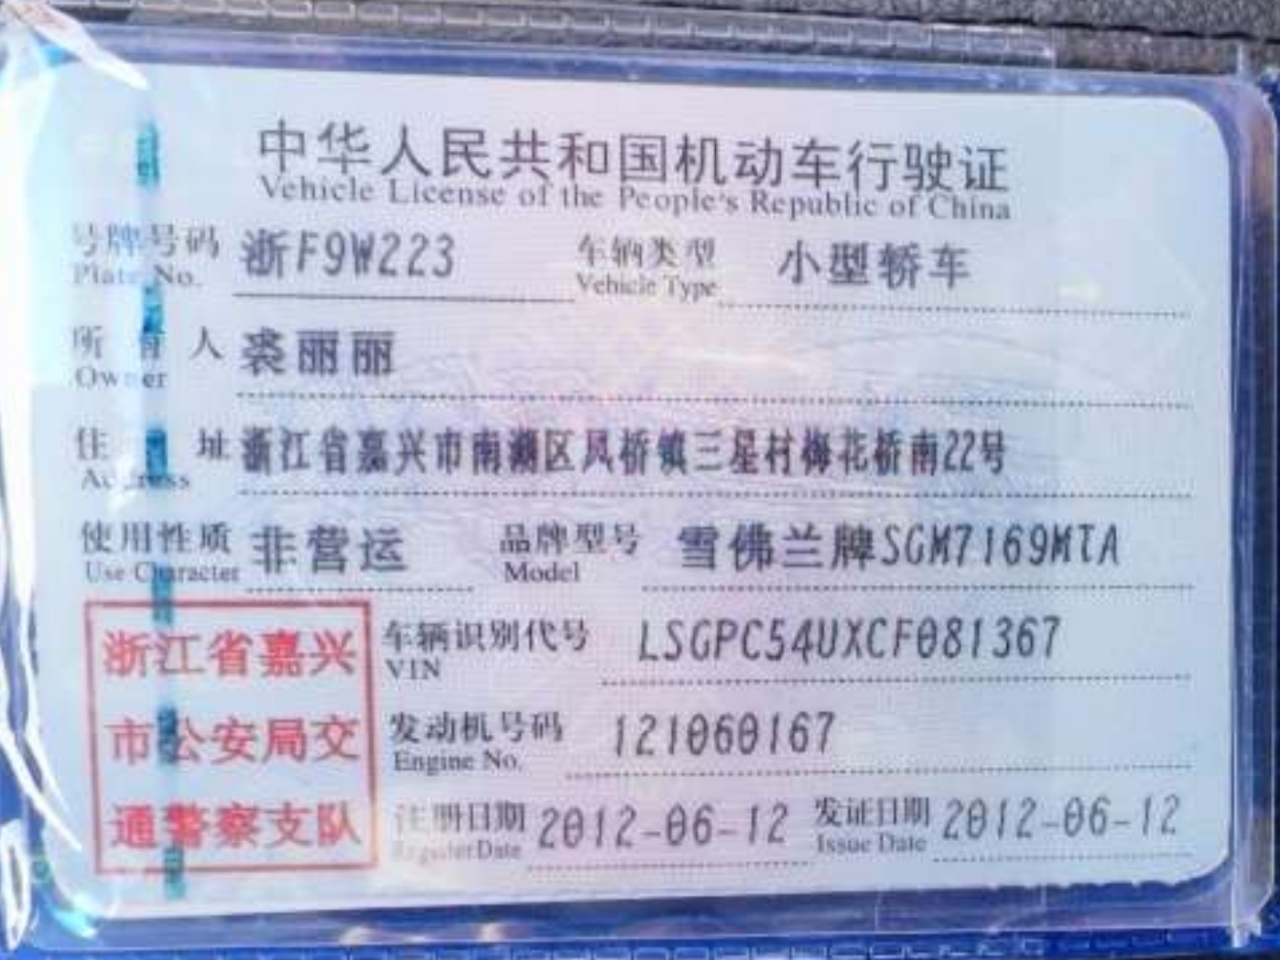 中华人民共和国机动车行驶证
Vehicle License of the People's Republic of China
号牌号码 浙F9W223 车辆类型 小型轿车
Plate No. Vehicle Type
所有人 裘丽丽
Owner
住址 浙江省嘉兴市南湖区凤桥镇三星村梅花桥南22号
Address
使用性质 非营运 品牌型号 雪佛兰牌SGM7169MTA
Use Character Model
浙江省嘉兴 车辆识别代号 LSGPC54UXCF081367
VIN
市公安局交 发动机号码 121060167
Engine No.
通警察支队 注册日期 2012-06-12 发证日期 2012-06-12
Register Date Issue Date